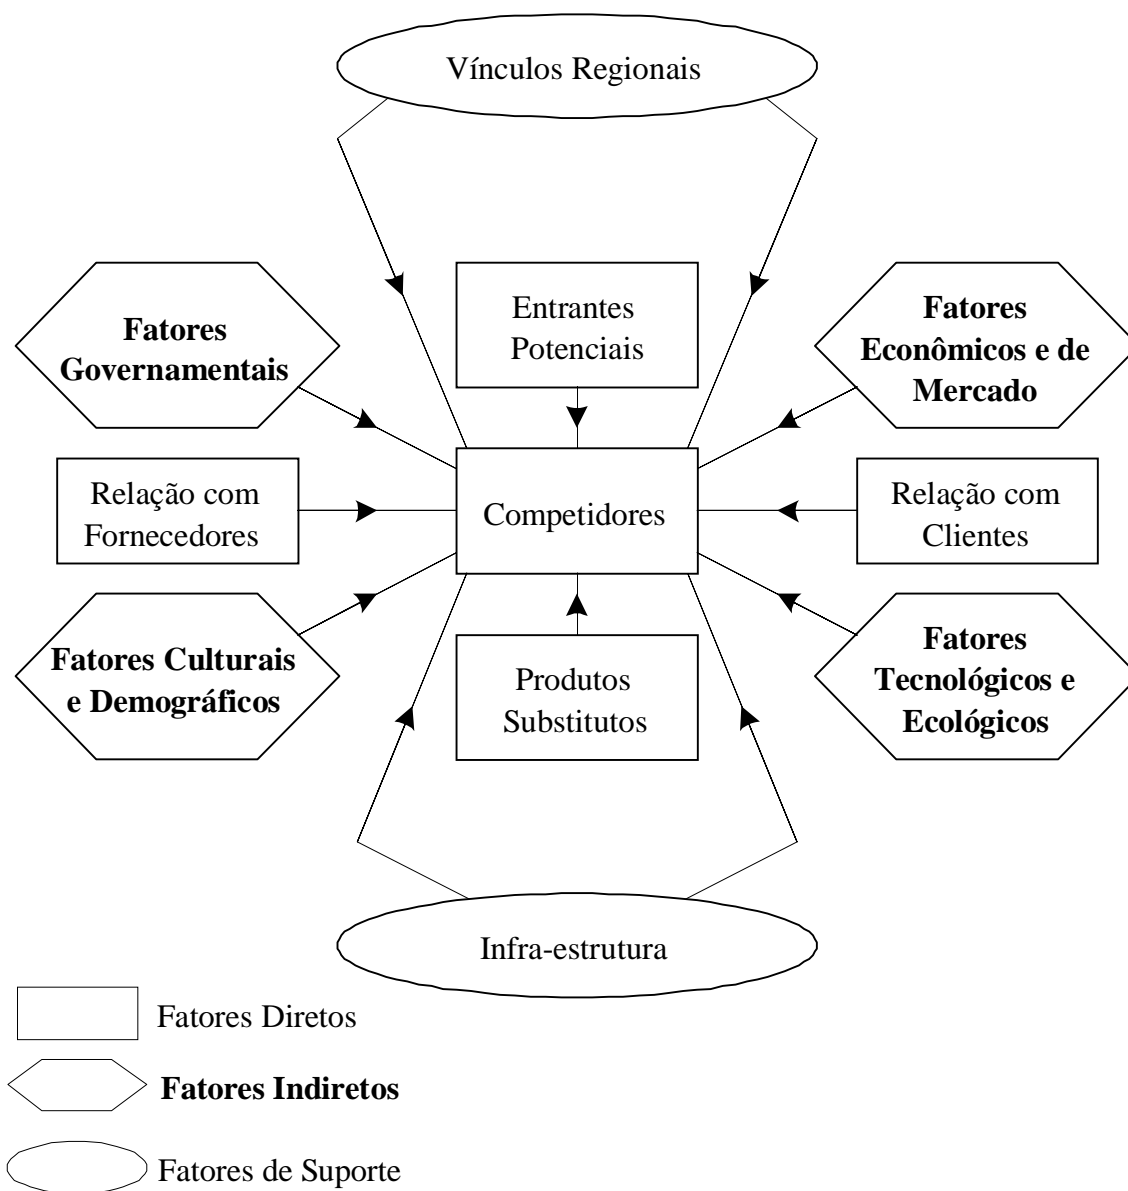 Vínculos Regionais
Fatores
Governamentais
Entrantes
Potenciais
Fatores
Econômicos e de
Mercado
Relação com
Fornecedores
Competidores
Relação com
Clientes
Fatores Culturais
e Demográficos
Produtos
Substitutos
Fatores
Tecnológicos e
Ecológicos
Infra-estrutura
Fatores Diretos
Fatores Indiretos
Fatores de Suporte